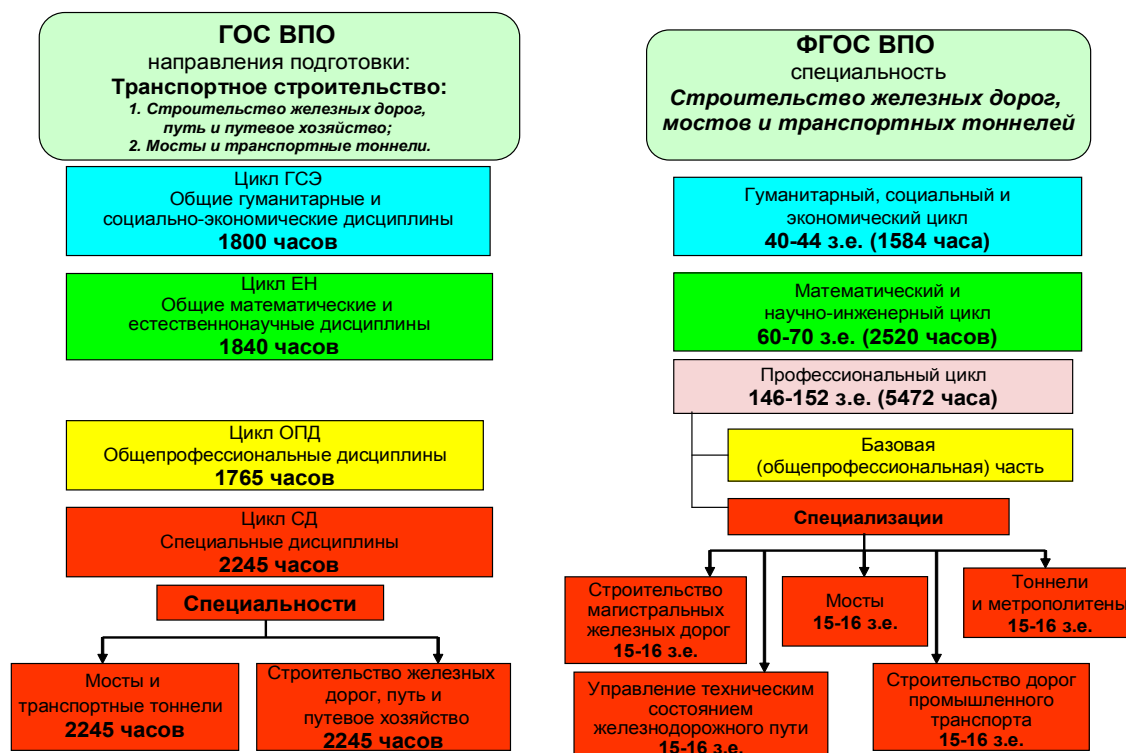 ГОС ВПО
направления подготовки:
Транспортное строительство:
1. Строительство железных дорог,
путь и путевое хозяйство;
2. Мосты и транспортные тоннели.
Цикл ГСЭ
Общие гуманитарные и
социально-экономические дисциплины
1800 часов
Цикл ЕН
Общие математические и
естественнонаучные дисциплины
1840 часов
Цикл ОПД
Общепрофессиональные дисциплины
1765 часов
Цикл СД
Специальные дисциплины
2245 часов
Специальности
Мосты и
транспортные тоннели
2245 часов
Строительство железных
дорог, путь и
путевое хозяйство
2245 часов
ФГОС ВПО
специальность
Строительство железных дорог,
мостов и транспортных тоннелей
Гуманитарный, социальный и
экономический цикл
40-44 з.е. (1584 часа)
Математический и
научно-инженерный цикл
60-70 з.е. (2520 часов)
Профессиональный цикл
146-152 з.е. (5472 часа)
Базовая
(общепрофессиональная) часть
Специализации
Строительство
магистральных
железных дорог
15-16 з.е.
Мосты
15-16 з.е.
Тоннели
и метрополитены
15-16 з.е.
Управление техническим
состоянием
железнодорожного пути
15-16 з.е.
Строительство дорог
промышленного
транспорта
15-16 з.е.